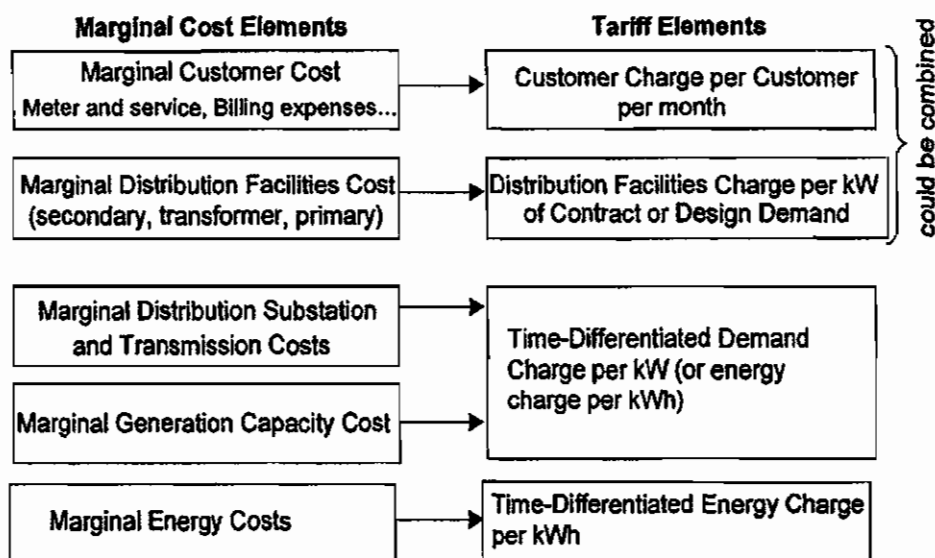 Marginal Cost Elements
Tariff Elements
Marginal Customer Cost
Meter and service, Billing expenses...
Customer Charge per Customer
per month
Marginal Distribution Facilities Cost
(secondary, transformer, primary)
Distribution Facilities Charge per kW
of Contract or Design Demand
could be combined
Marginal Distribution Substation
and Transmission Costs
Marginal Generation Capacity Cost
Time-Differentiated Demand
Charge per kW (or energy
charge per kWh)
Marginal Energy Costs
Time-Differentiated Energy Charge
per kWh